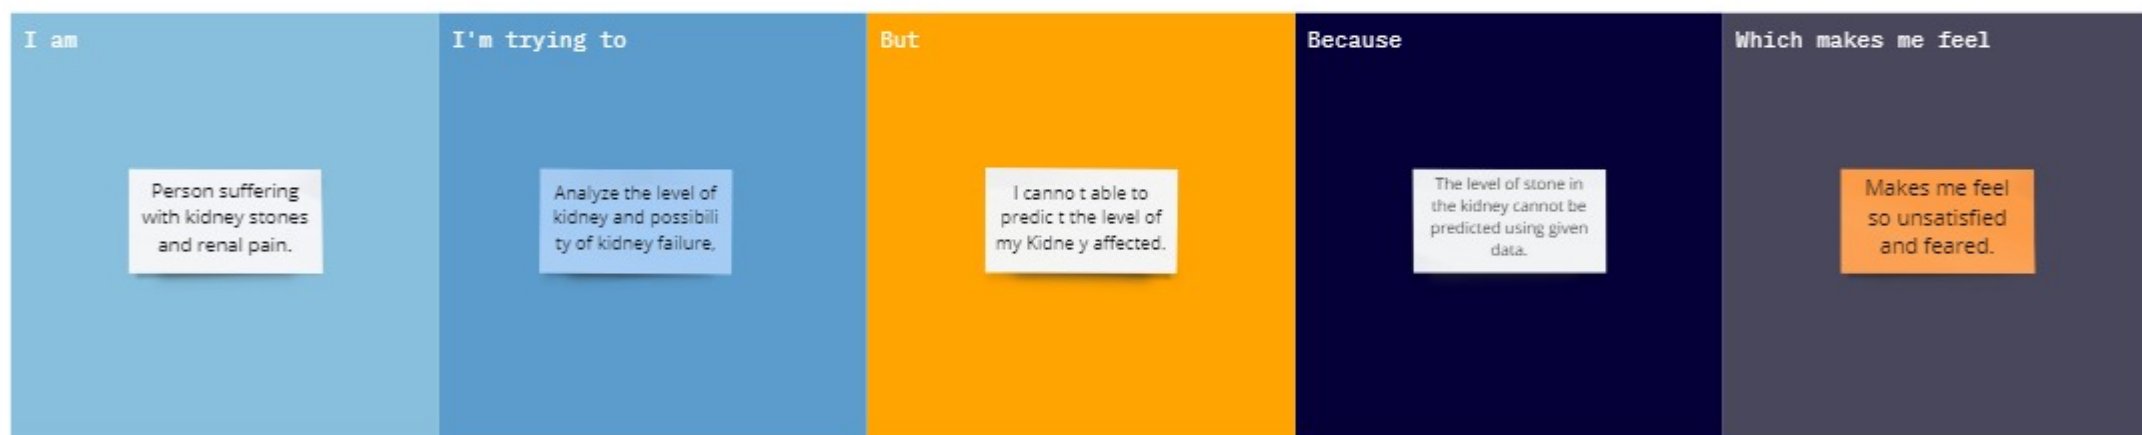 I am
Person suffering
with kidney stones
and renal pain.
I'm trying to
Analyze the level of
kidney and possibili
ty of kidney failure,
But
I canno t able to
predic t the level of
my Kidne y affected.
Because
The level of stone in
the kidney cannot be
predicted using given
data.
Which makes me feel
Makes me feel
so unsatisfied
and feared.